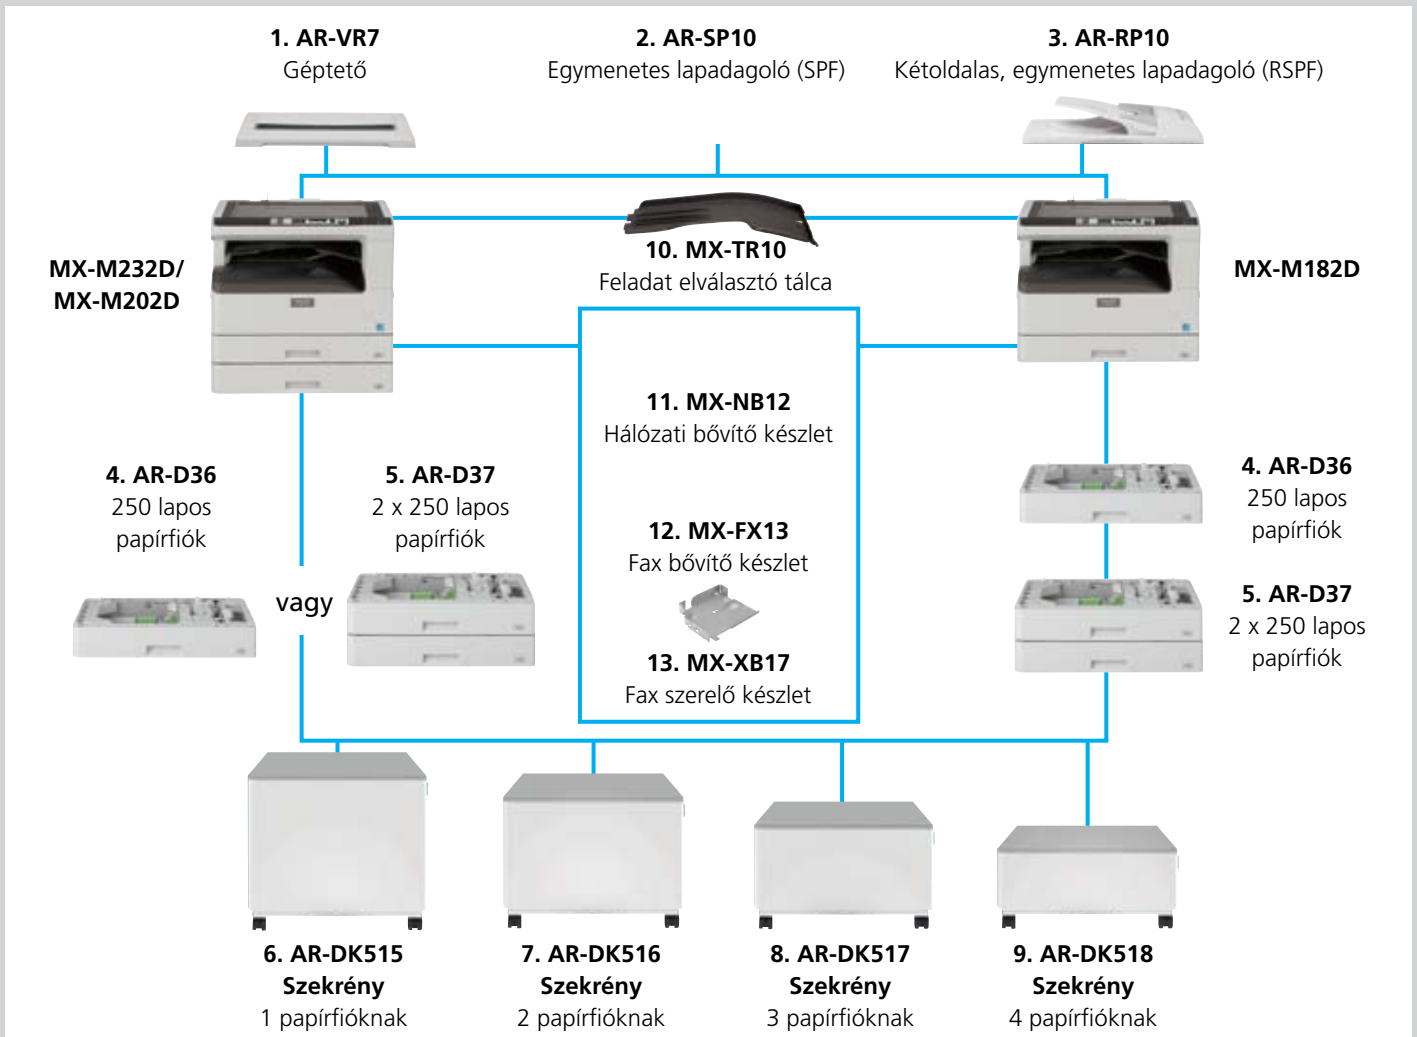 1. AR-VR7
Géptető
2. AR-SP10
Egymenetes lapadagoló (SPF)
3. AR-RP10
Kétoldalas, egymenetes lapadagoló (RSPF)
MX-M232D/
MX-M202D
10. MX-TR10
Feladat elválasztó tálca
MX-M182D
11. MX-NB12
Hálózati bővítő készlet
12. MX-FX13
Fax bővítő készlet
13. MX-XB17
Fax szerelő készlet
4. AR-D36
250 lapos
papírfiók
vagy
5. AR-D37
2 x 250 lapos
papírfiók
4. AR-D36
250 lapos
papírfiók
5. AR-D37
2 x 250 lapos
papírfiók
6. AR-DK515
Szekrény
1 papírfióknak
7. AR-DK516
Szekrény
2 papírfióknak
8. AR-DK517
Szekrény
3 papírfióknak
9. AR-DK518
Szekrény
4 papírfióknak